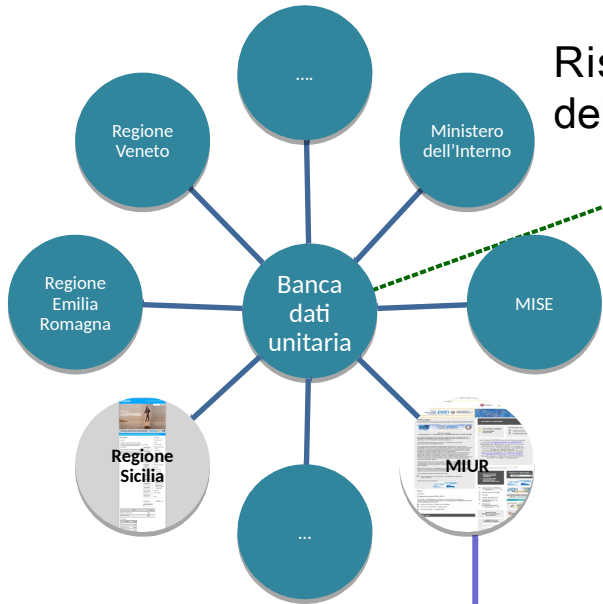 Ris
de
....
Regione
Veneto
Ministero
dell'Interno
Regione
Emilia
Romagna
Banca
dati
unitaria
MISE
Regione
Sicilia
MIUR
...